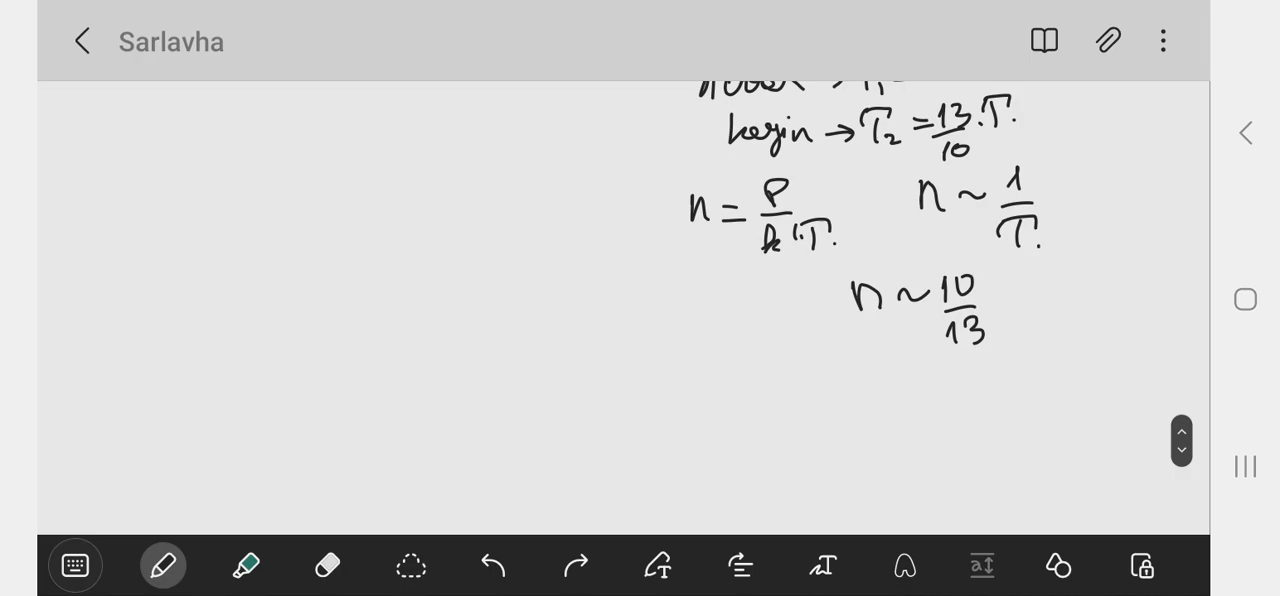 Sarlavha
keyin → T₂ = 13/10 · T.
n = P/k·T. n ~ 1/T.
n ~ 10/13